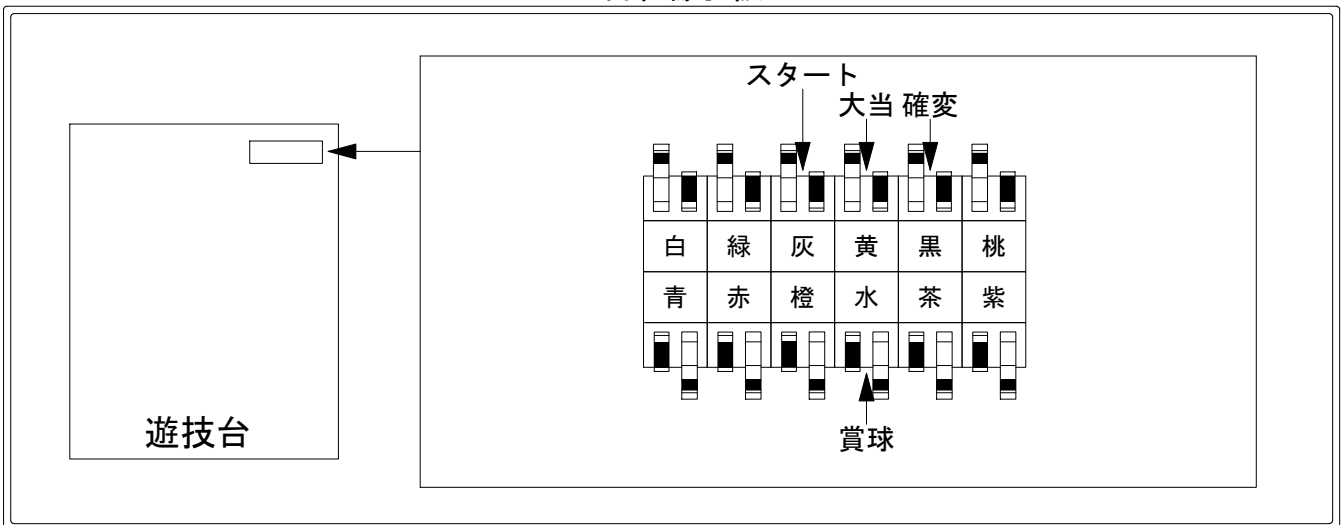 スタート
大当 確変
白 緑 灰 黄 黒 桃
青 赤 橙 水 茶 紫
賞球
遊技台